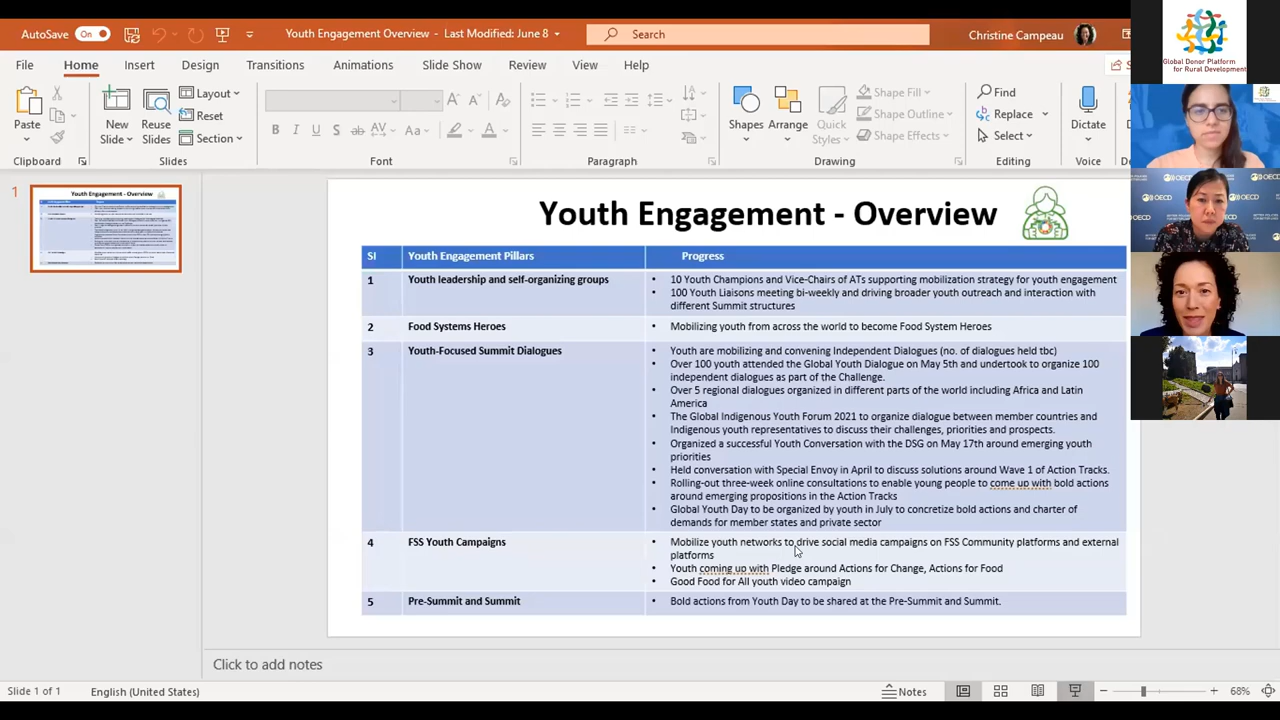 AutoSave On Youth Engagement Overview - Last Modified: June 8 Search Christine Campeau
File Home Insert Design Transitions Animations Slide Show Review View Help
Paste
New Slide
Reuse Slides
Layout
Reset
Section
B I U S ab AV Aa A
Shapes
Arrange
Quick Styles
Shape Fill
Shape Outline
Shape Effects
Find
Replace
Select
Dictate
Clipboard Slides Font Paragraph Drawing Editing Voice
Global Donor Platform
for Rural Development
OECD
1
Youth Engagement - Overview
SI Youth Engagement Pillars Progress
1 Youth leadership and self-organizing groups
• 10 Youth Champions and Vice-Chairs of ATs supporting mobilization strategy for youth engagement
• 100 Youth Liaisons meeting bi-weekly and driving broader youth outreach and interaction with
different Summit structures
2 Food Systems Heroes
• Mobilizing youth from across the world to become Food System Heroes
3 Youth-Focused Summit Dialogues
• Youth are mobilizing and convening Independent Dialogues (no. of dialogues held tbc)
• Over 100 youth attended the Global Youth Dialogue on May 5th and undertook to organize 100
independent dialogues as part of the Challenge.
• Over 5 regional dialogues organized in different parts of the world including Africa and Latin
America
• The Global Indigenous Youth Forum 2021 to organize dialogue between member countries and
Indigenous youth representatives to discuss their challenges, priorities and prospects.
• Organized a successful Youth Conversation with the DSG on May 17th around emerging youth
priorities
• Held conversation with Special Envoy in April to discuss solutions around Wave 1 of Action Tracks.
• Rolling-out three-week online consultations to enable young people to come up with bold actions
around emerging propositions in the Action Tracks
• Global Youth Day to be organized by youth in July to concretize bold actions and charter of
demands for member states and private sector
4 FSS Youth Campaigns
• Mobilize youth networks to drive social media campaigns on FSS Community platforms and external
platforms
• Youth coming up with Pledge around Actions for Change, Actions for Food
• Good Food for All youth video campaign
5 Pre-Summit and Summit
• Bold actions from Youth Day to be shared at the Pre-Summit and Summit.
Click to add notes
Slide 1 of 1 English (United States) Notes 68%